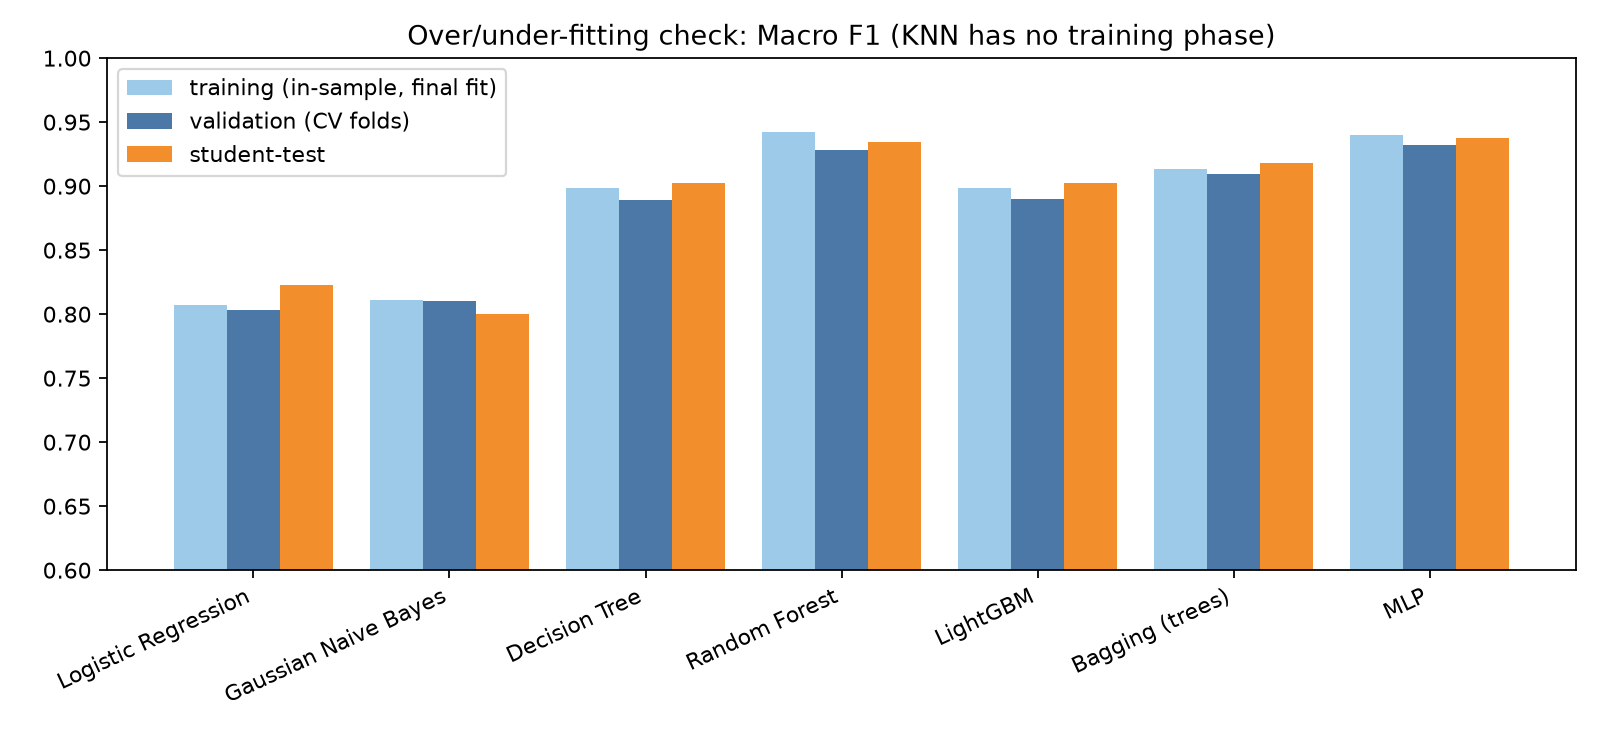 Over/under-fitting check: Macro F1 (KNN has no training phase)
1.00
0.95
0.90
0.85
0.80
0.75
0.70
0.65
0.60
training (in-sample, final fit)
validation (CV folds)
student-test
Logistic Regression
Gaussian Naive Bayes
Decision Tree
Random Forest
LightGBM
Bagging (trees)
MLP